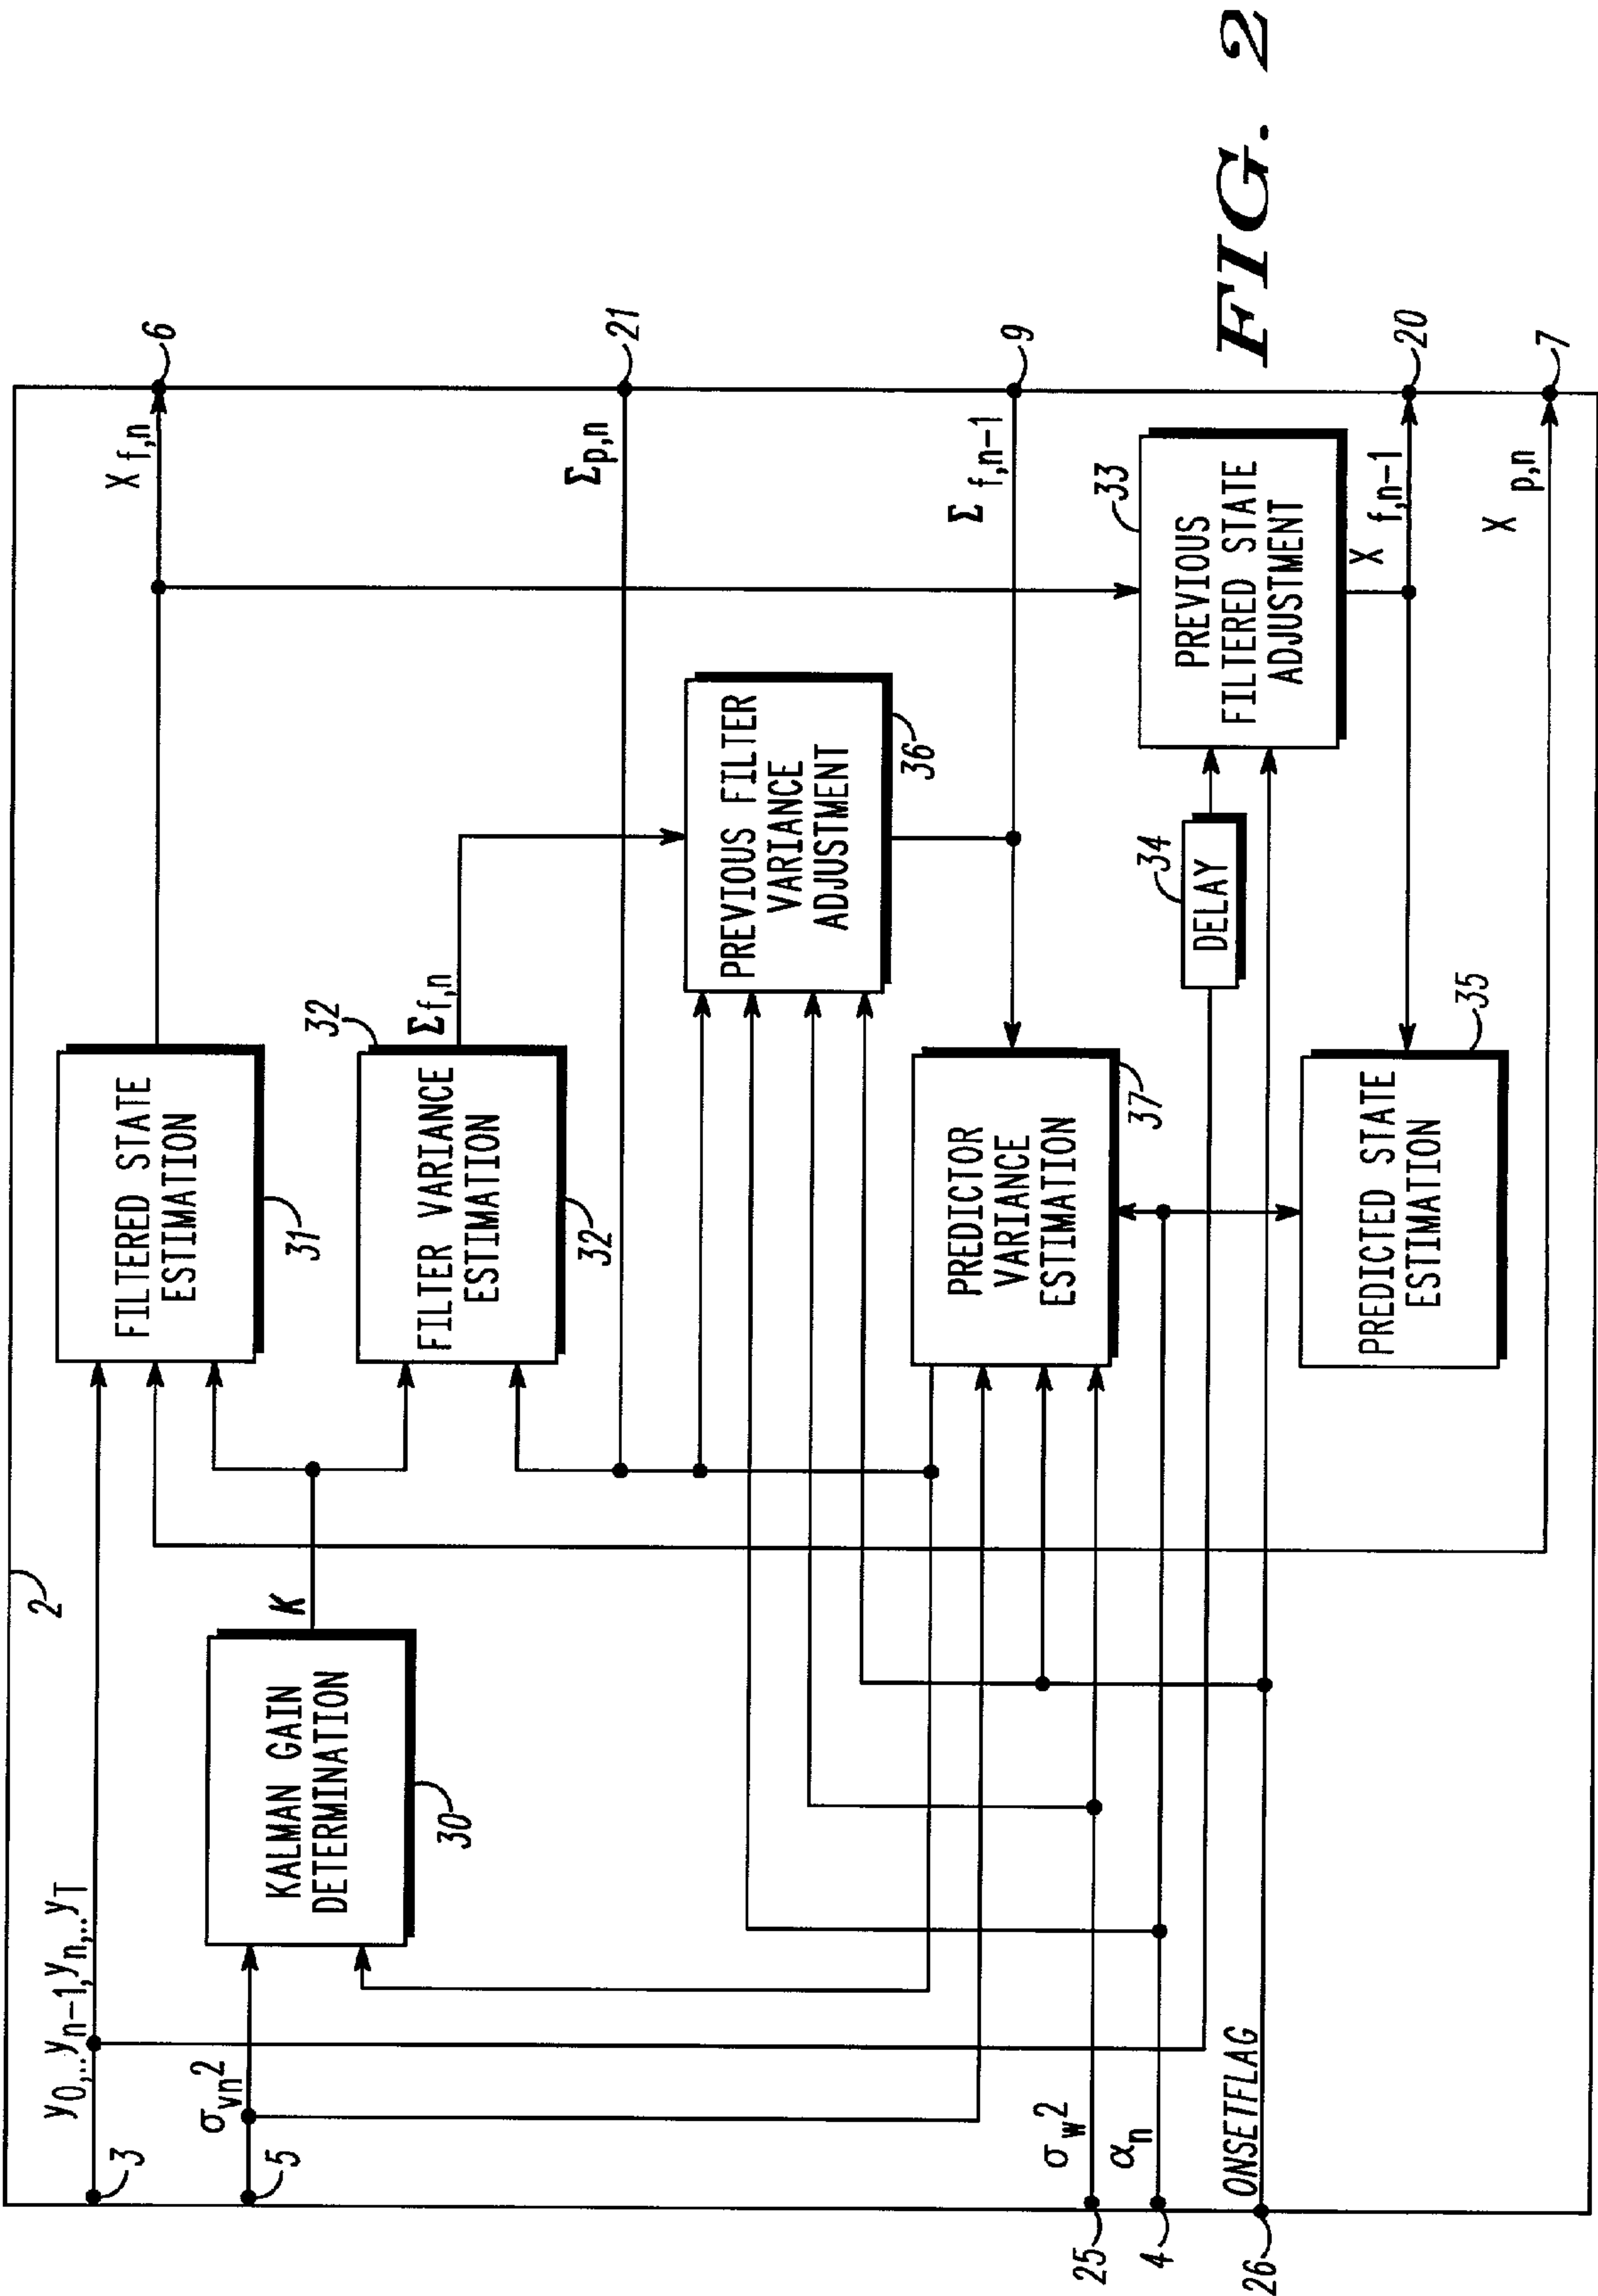 2
y0,..yn-1,yn,..yT
3
σvn2
5
KALMAN GAIN
DETERMINATION
30
K
FILTERED STATE
ESTIMATION
31
Xf,n
6
32
FILTER VARIANCE
ESTIMATION
32
Σf,n
Σp,n
21
PREVIOUS FILTER
VARIANCE
ADJUSTMENT
36
Σf,n-1
9
PREDICTOR
VARIANCE
ESTIMATION
37
σw2
25
αn
4
ONSETFLAG
26
34
DELAY
33
PREVIOUS
FILTERED STATE
ADJUSTMENT
Xf,n-1
20
PREDICTED STATE
ESTIMATION
35
Xp,n
7
FIG. 2